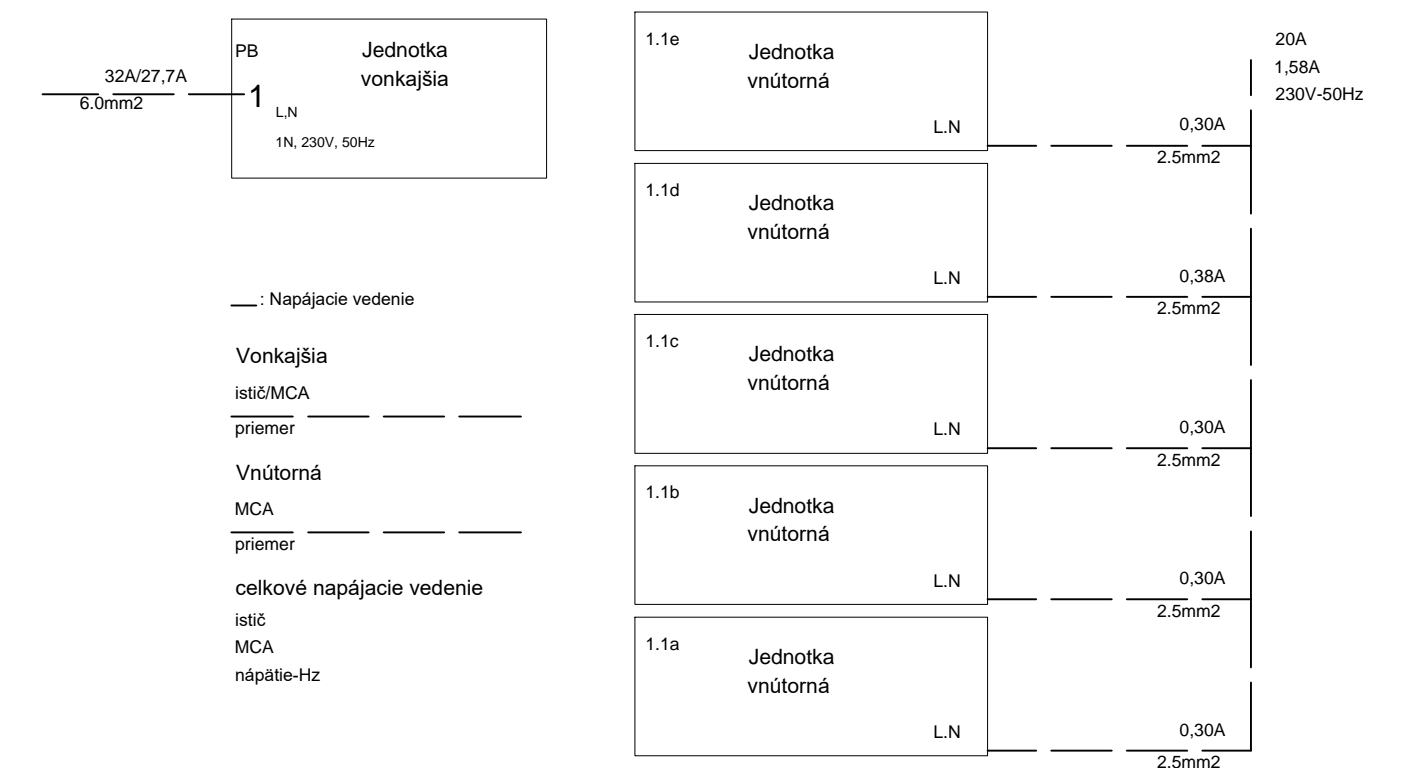 32A/27,7A
6.0mm2
PB
1
Jednotka
vonkajšia
L,N
1N, 230V, 50Hz
: Napájacie vedenie
Vonkajšia
istič/MCA
priemer
Vnútorná
MCA
priemer
celkové napájacie vedenie
istič
MCA
nápätie-Hz
1.1e
Jednotka
vnútorná
L.N
0,30A
2.5mm2
1.1d
Jednotka
vnútorná
L.N
0,38A
2.5mm2
1.1c
Jednotka
vnútorná
L.N
0,30A
2.5mm2
1.1b
Jednotka
vnútorná
L.N
0,30A
2.5mm2
1.1a
Jednotka
vnútorná
L.N
0,30A
2.5mm2
20A
1,58A
230V-50Hz